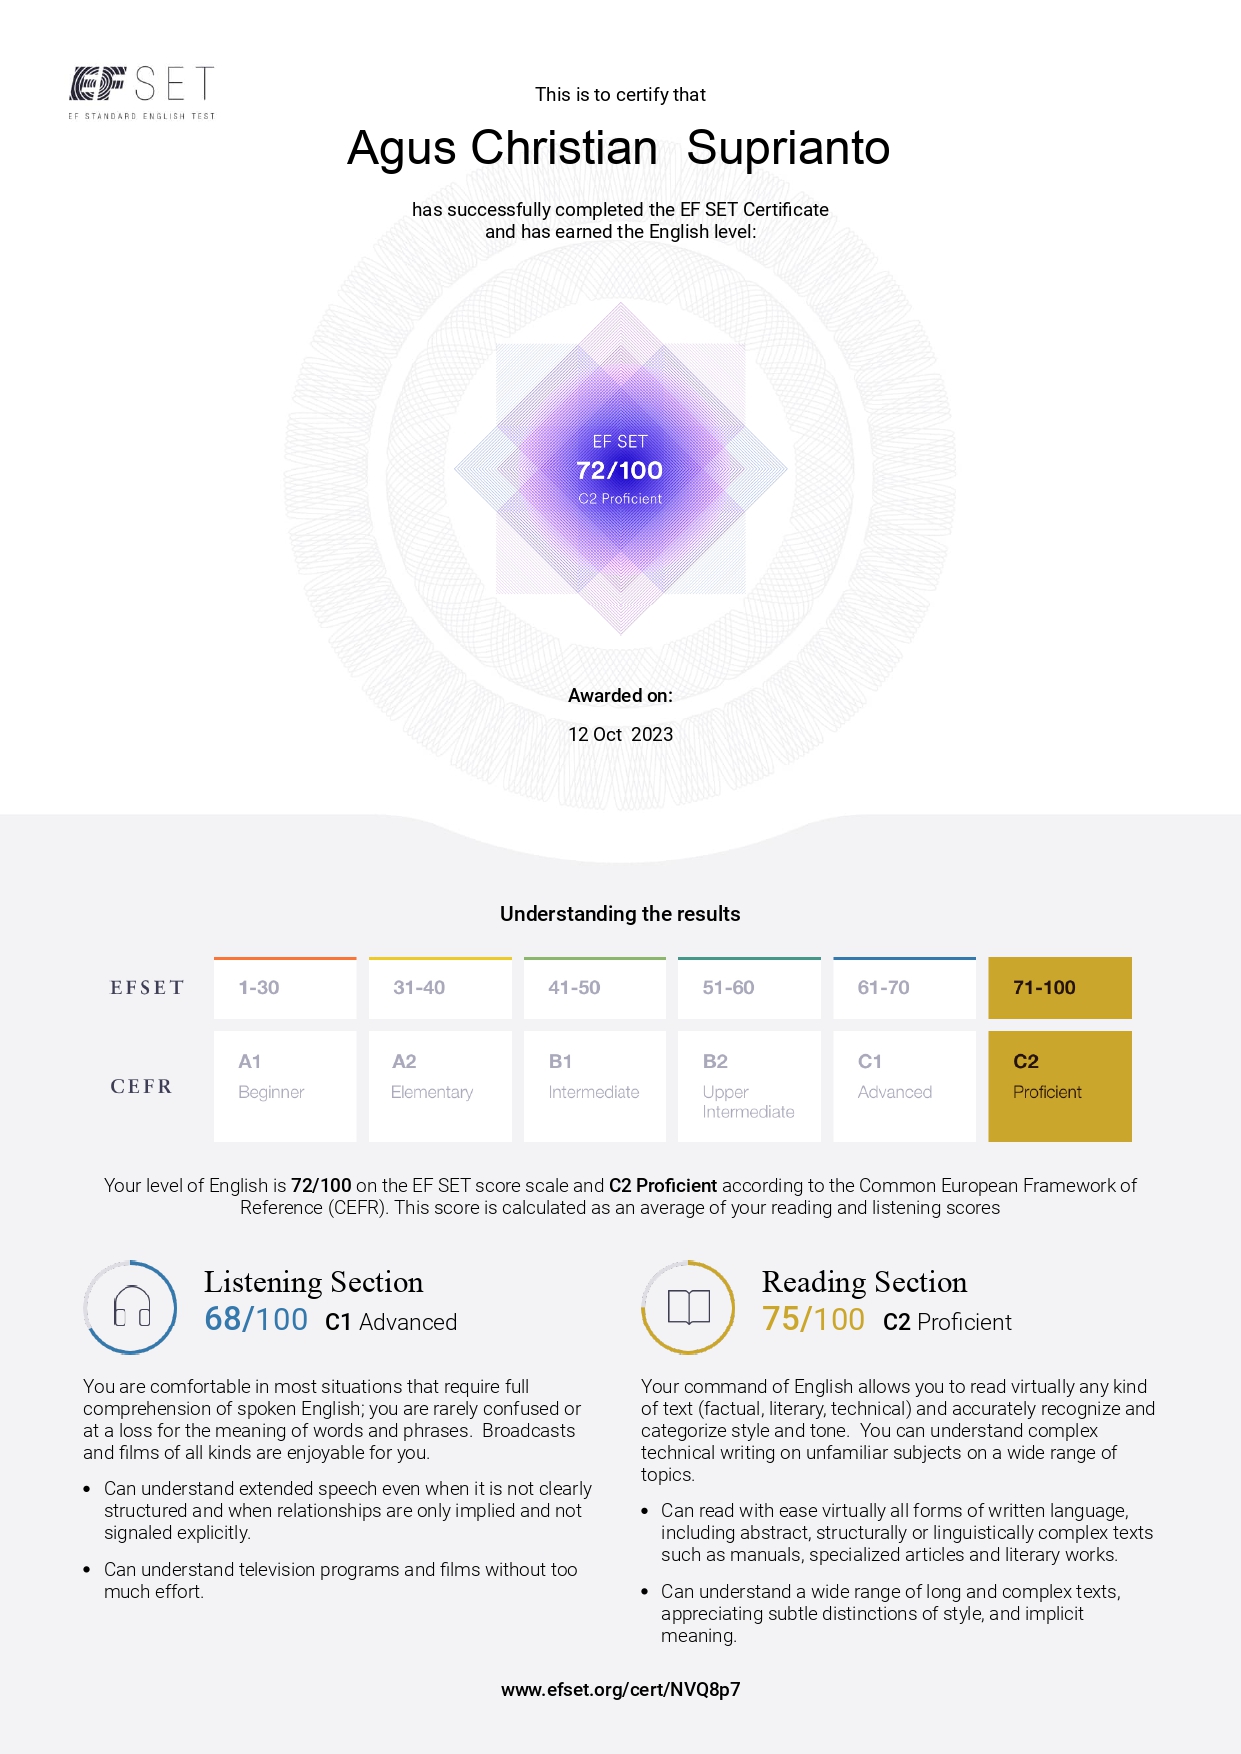 EF SET
EF STANDARD ENGLISH TEST
This is to certify that
Agus Christian  Suprianto
has successfully completed the EF SET Certificate
and has earned the English level:
EF SET
72/100
C2 Proficient
Awarded on:
12 Oct  2023
Understanding the results
EFSET 1-30 31-40 41-50 51-60 61-70 71-100
CEFR
A1 A2 B1 B2 C1 C2
Beginner Elementary Intermediate Upper Advanced Proficient
Intermediate
Your level of English is 72/100 on the EF SET score scale and C2 Proficient according to the Common European Framework of
Reference (CEFR). This score is calculated as an average of your reading and listening scores
Listening Section
68/100 C1 Advanced
You are comfortable in most situations that require full
comprehension of spoken English; you are rarely confused or
at a loss for the meaning of words and phrases.  Broadcasts
and films of all kinds are enjoyable for you.
• Can understand extended speech even when it is not clearly
structured and when relationships are only implied and not
signaled explicitly.
• Can understand television programs and films without too
much effort.
Reading Section
75/100 C2 Proficient
Your command of English allows you to read virtually any kind
of text (factual, literary, technical) and accurately recognize and
categorize style and tone.  You can understand complex
technical writing on unfamiliar subjects on a wide range of
topics.
• Can read with ease virtually all forms of written language,
including abstract, structurally or linguistically complex texts
such as manuals, specialized articles and literary works.
• Can understand a wide range of long and complex texts,
appreciating subtle distinctions of style, and implicit
meaning.
www.efset.org/cert/NVQ8p7